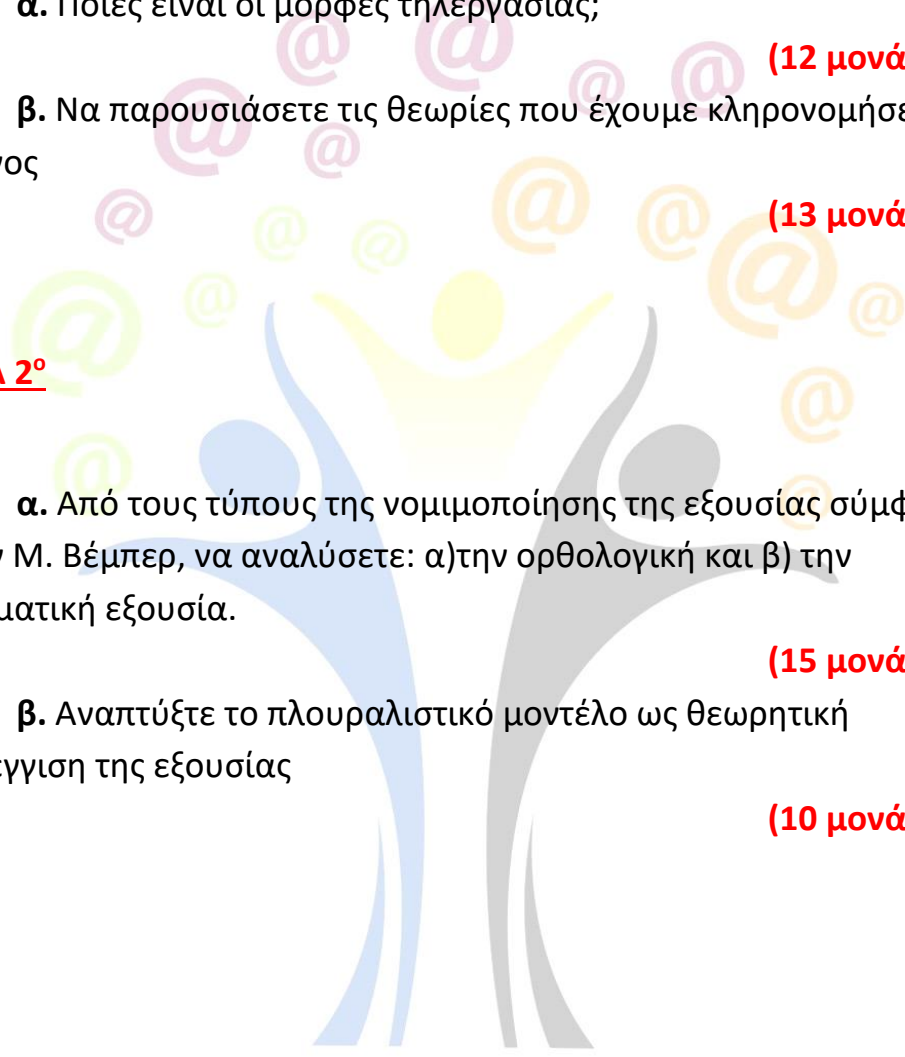 α. Ποιες είναι οι μορφές τηλεργασίας;
(12 μονά
β. Να παρουσιάσετε τις θεωρίες που έχουμε κληρονομήσε
νος
(13 μονά
Α 2ο
α. Από τους τύπους της νομιμοποίησης της εξουσίας σύμφ
ν Μ. Βέμπερ, να αναλύσετε: α)την ορθολογική και β) την
ματική εξουσία.
(15 μονά
β. Αναπτύξτε το πλουραλιστικό μοντέλο ως θεωρητική
έγγιση της εξουσίας
(10 μονά